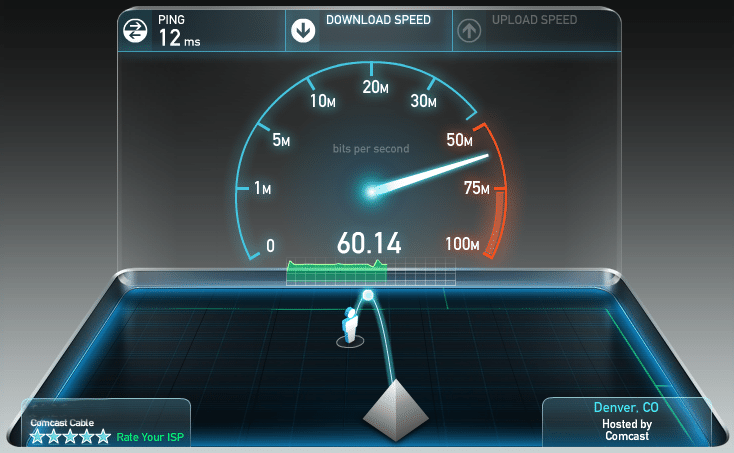 PING
12 ms
DOWNLOAD SPEED
UPLOAD SPEED
20M
10M
30M
5M
50M
bits per second
1M
75M
0
60.14
100M
Comcast Cable
Rate Your ISP
Denver, CO
Hosted by
Comcast